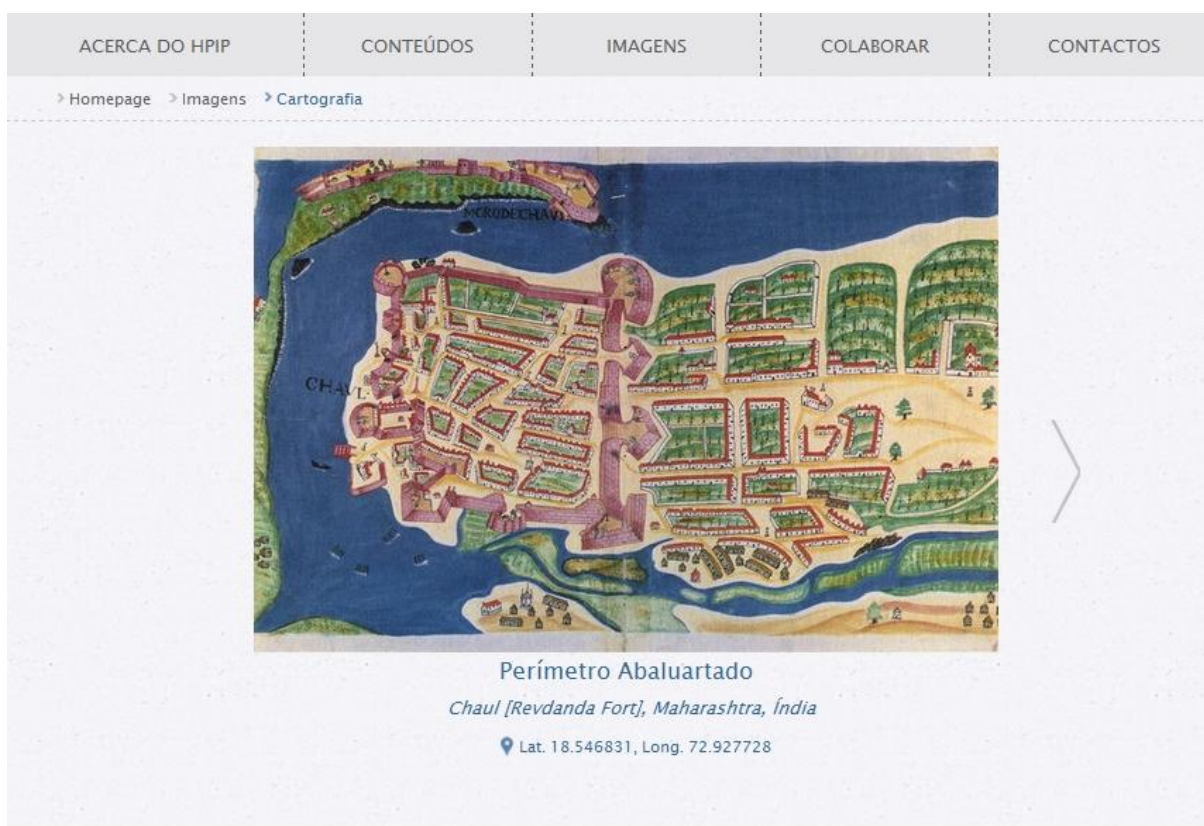 ACERCA DO HPIP CONTEÚDOS IMAGENS COLABORAR CONTACTOS
Homepage Imagens Cartografia
MORODECHAVL
CHAVL
Perímetro Abaluartado
Chaul [Revdanda Fort], Maharashtra, Índia
Lat. 18.546831, Long. 72.927728